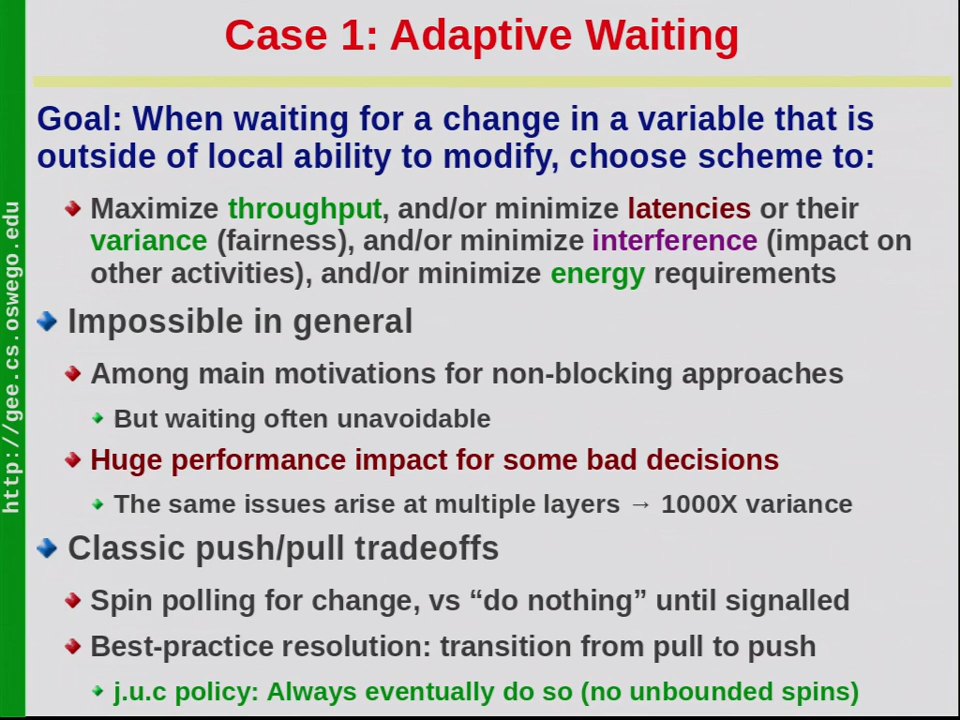 Case 1: Adaptive Waiting
Goal: When waiting for a change in a variable that is
outside of local ability to modify, choose scheme to:
Maximize throughput, and/or minimize latencies or their
variance (fairness), and/or minimize interference (impact on
other activities), and/or minimize energy requirements
Impossible in general
Among main motivations for non-blocking approaches
But waiting often unavoidable
Huge performance impact for some bad decisions
The same issues arise at multiple layers → 1000X variance
Classic push/pull tradeoffs
Spin polling for change, vs “do nothing” until signalled
Best-practice resolution: transition from pull to push
j.u.c policy: Always eventually do so (no unbounded spins)
http://gee.cs.oswego.edu